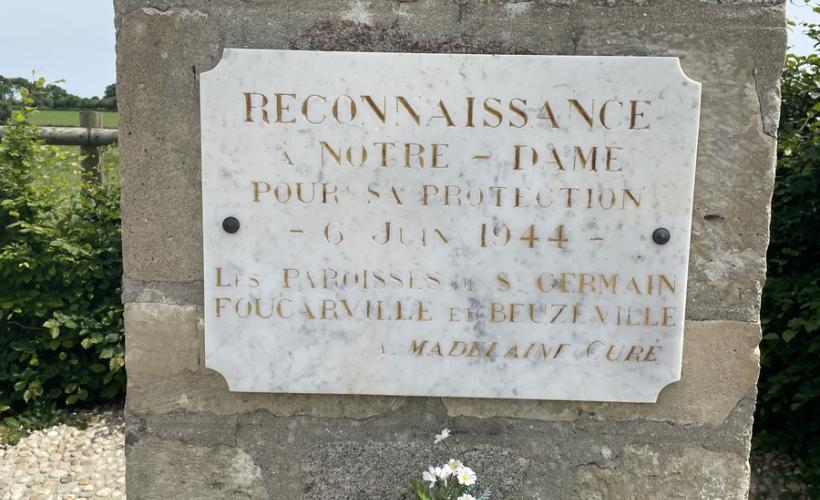 RECONNAISSANCE
À NOTRE - DAME
POUR SA PROTECTION
- 6 JUIN 1944 -
LES PAROISSES DE ST GERMAIN
FOUCARVILLE ET BEUZEVILLE
MADELAINE CURÉ